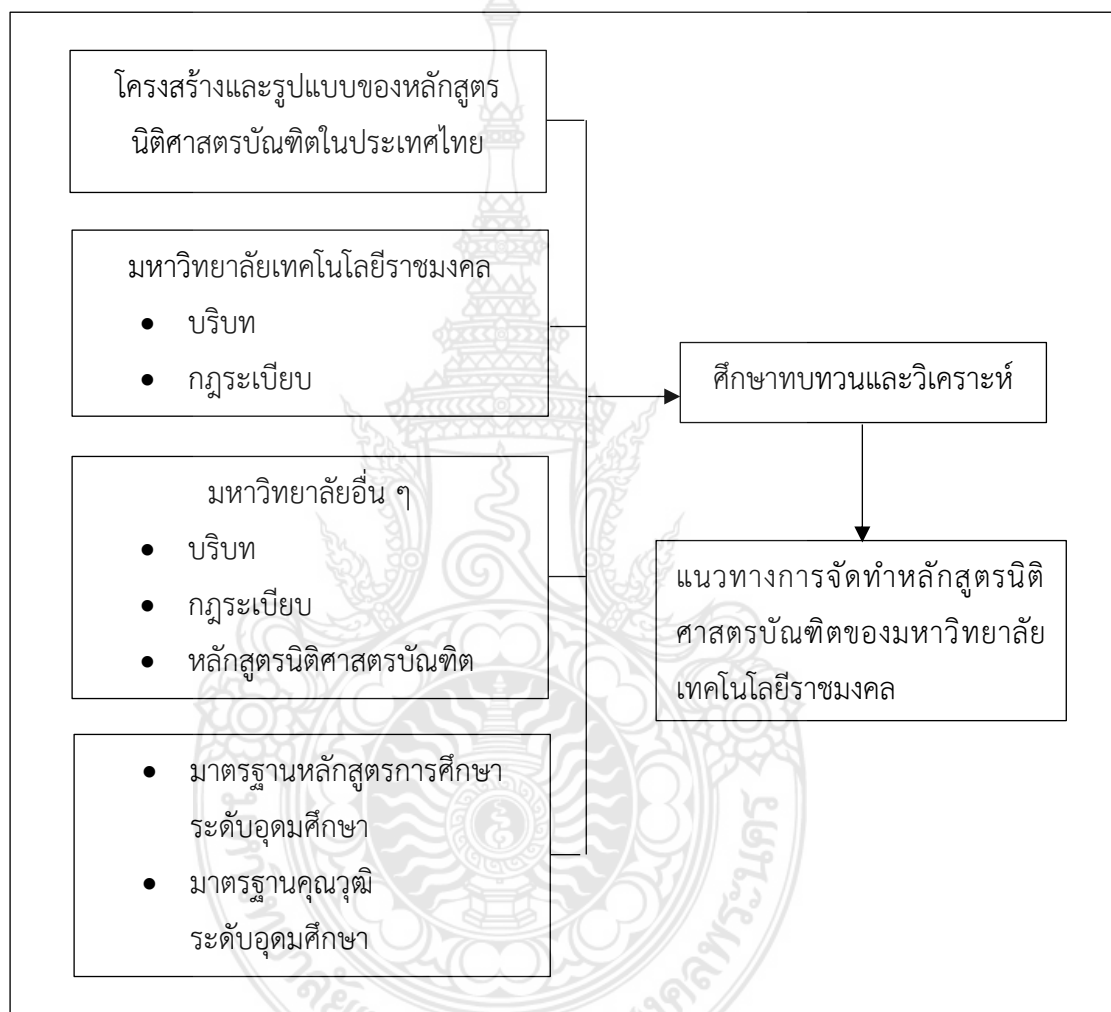 โครงสร้างและรูปแบบของหลักสูตร
นิติศาสตรบัณฑิตในประเทศไทย
มหาวิทยาลัยเทคโนโลยีราชมงคล
• บริบท
• กฎระเบียบ
มหาวิทยาลัยอื่น ๆ
• บริบท
• กฎระเบียบ
• หลักสูตรนิติศาสตรบัณฑิต
• มาตรฐานหลักสูตรการศึกษา
ระดับอุดมศึกษา
• มาตรฐานคุณวุฒิ
ระดับอุดมศึกษา
ศึกษาทบทวนและวิเคราะห์
แนวทางการจัดทำหลักสูตรนิติ
ศาสตรบัณฑิตของมหาวิทยาลัย
เทคโนโลยีราชมงคล